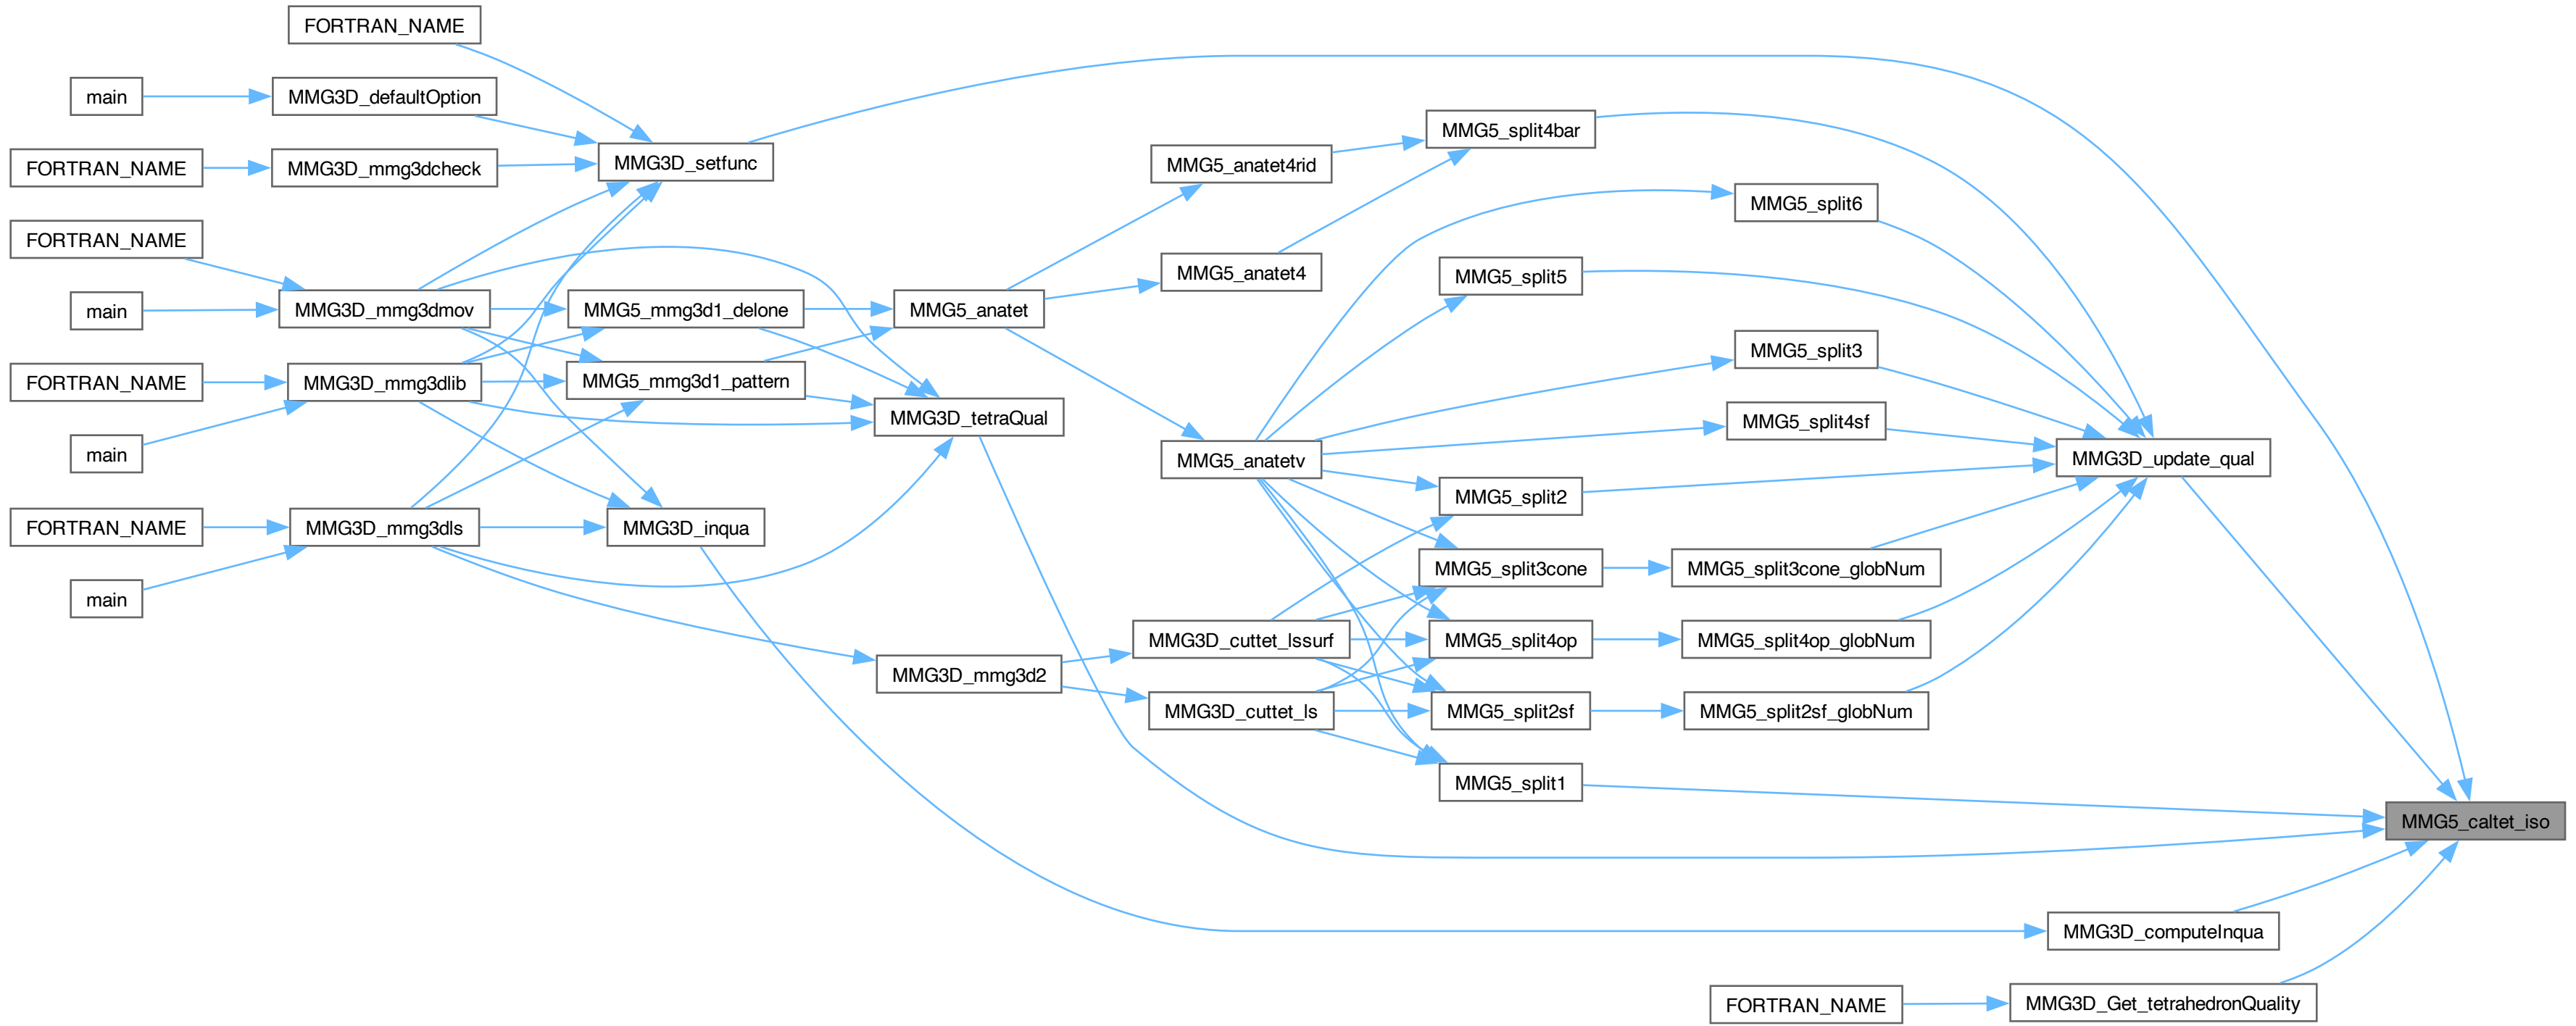 FORTRAN_NAME
main
MMG3D_defaultOption
FORTRAN_NAME
MMG3D_mmg3dcheck
MMG3D_setfunc
FORTRAN_NAME
main
MMG3D_mmg3dmov
FORTRAN_NAME
MMG3D_mmg3dlib
main
FORTRAN_NAME
MMG3D_mmg3dls
main
MMG5_mmg3d1_delone
MMG5_mmg3d1_pattern
MMG3D_inqua
MMG5_anatet
MMG3D_tetraQual
MMG3D_mmg3d2
MMG5_anatet4rid
MMG5_anatet4
MMG5_anatetv
MMG3D_cuttet_lssurf
MMG3D_cuttet_ls
MMG5_split4bar
MMG5_split5
MMG5_split2
MMG5_split3cone
MMG5_split4op
MMG5_split2sf
MMG5_split1
MMG5_split6
MMG5_split3
MMG5_split4sf
MMG5_split3cone_globNum
MMG5_split4op_globNum
MMG5_split2sf_globNum
FORTRAN_NAME
MMG3D_update_qual
MMG3D_computeInqua
MMG3D_Get_tetrahedronQuality
MMG5_caltet_iso